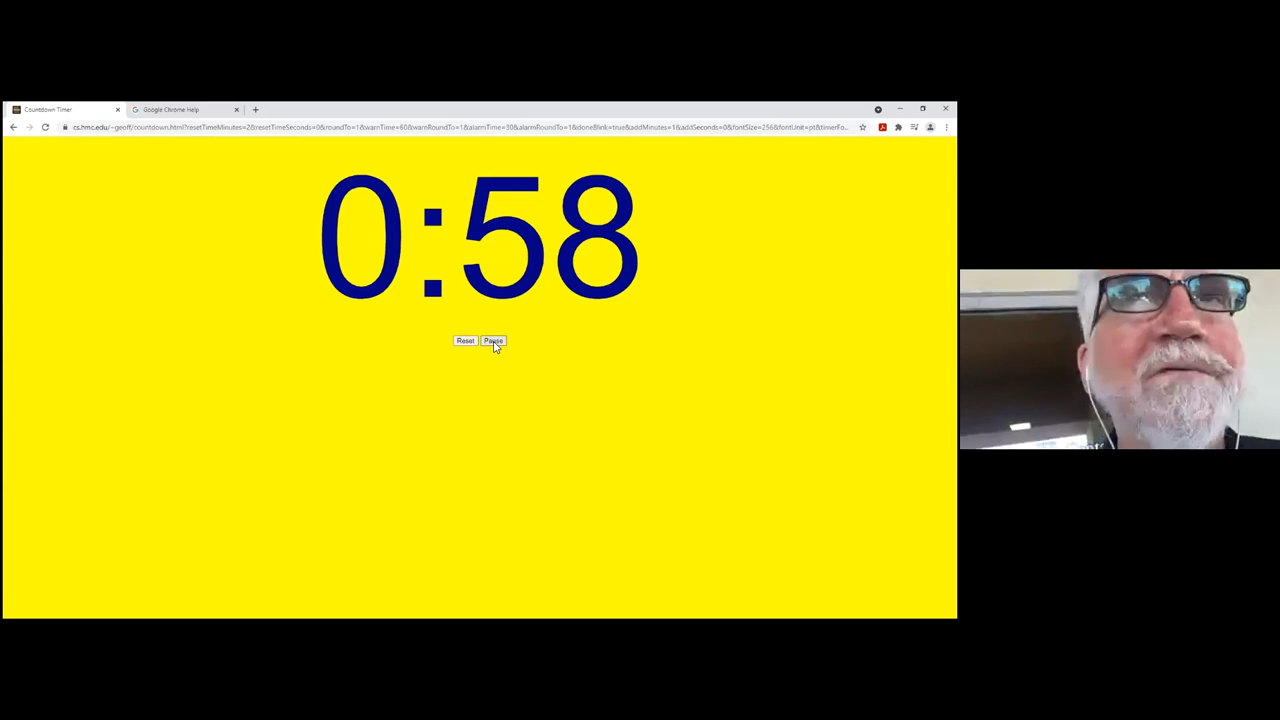 Countdown Timer
Google Chrome Help
cs.hmc.edu/~geoff/countdown.html?resetTimeMinutes=2&resetTimeSeconds=0&roundTo=1&warnTime=60&warnRoundTo=1&alarmTime=30&alarmRoundTo=1&doneBlink=true&addMinutes=1&addSeconds=0&fontSize=256&fontUnit=pt&timerFo...
0:58
Reset Pause